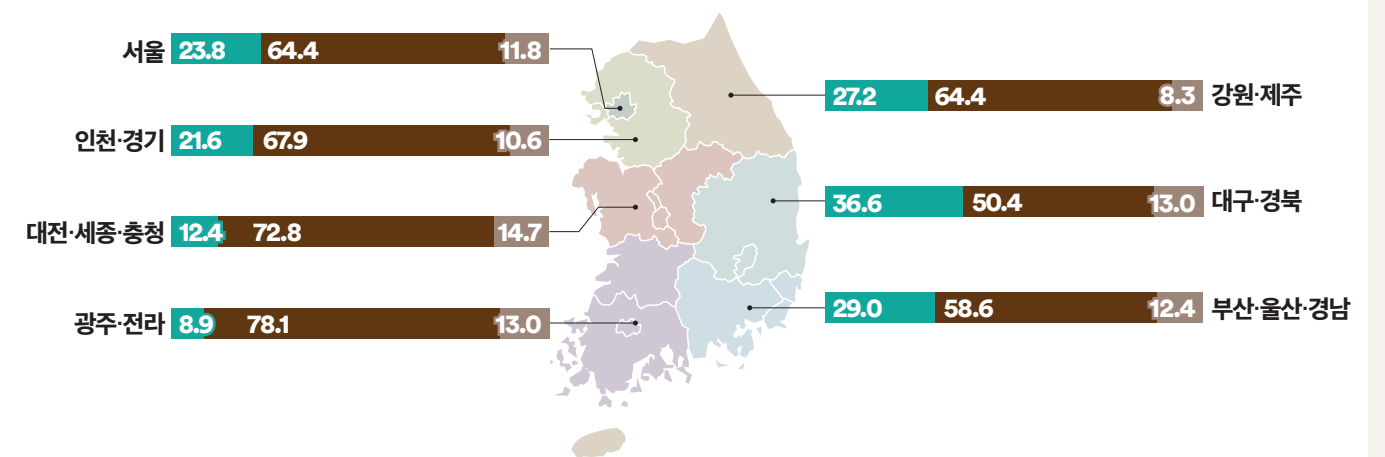 서울 23.8 64.4 11.8
27.2 64.4 8.3 강원·제주
인천·경기 21.6 67.9 10.6
36.6 50.4 13.0 대구·경북
대전·세종·충청 12.4 72.8 14.7
29.0 58.6 12.4 부산·울산·경남
광주·전라 8.9 78.1 13.0